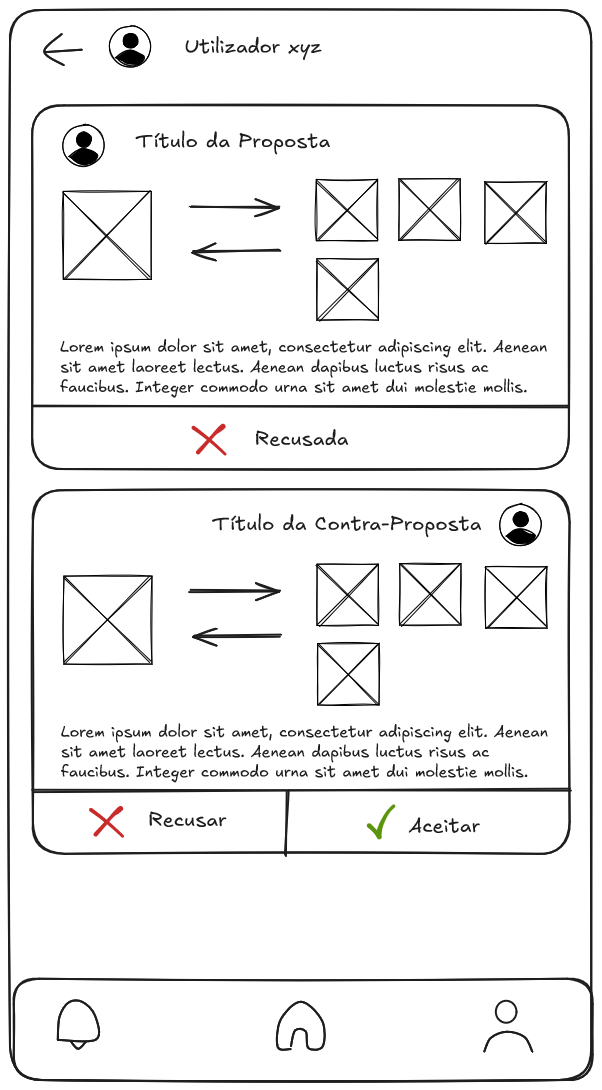 Utilizador xyz
Título da Proposta
Lorem ipsum dolor sit amet, consectetur adipiscing elit. Aenean
sit amet laoreet lectus. Aenean dapibus luctus risus ac
faucibus. Integer commodo urna sit amet dui molestie mollis.
Recusada
Título da Contra-Proposta
Lorem ipsum dolor sit amet, consectetur adipiscing elit. Aenean
sit amet laoreet lectus. Aenean dapibus luctus risus ac
faucibus. Integer commodo urna sit amet dui molestie mollis.
Recusar
Aceitar